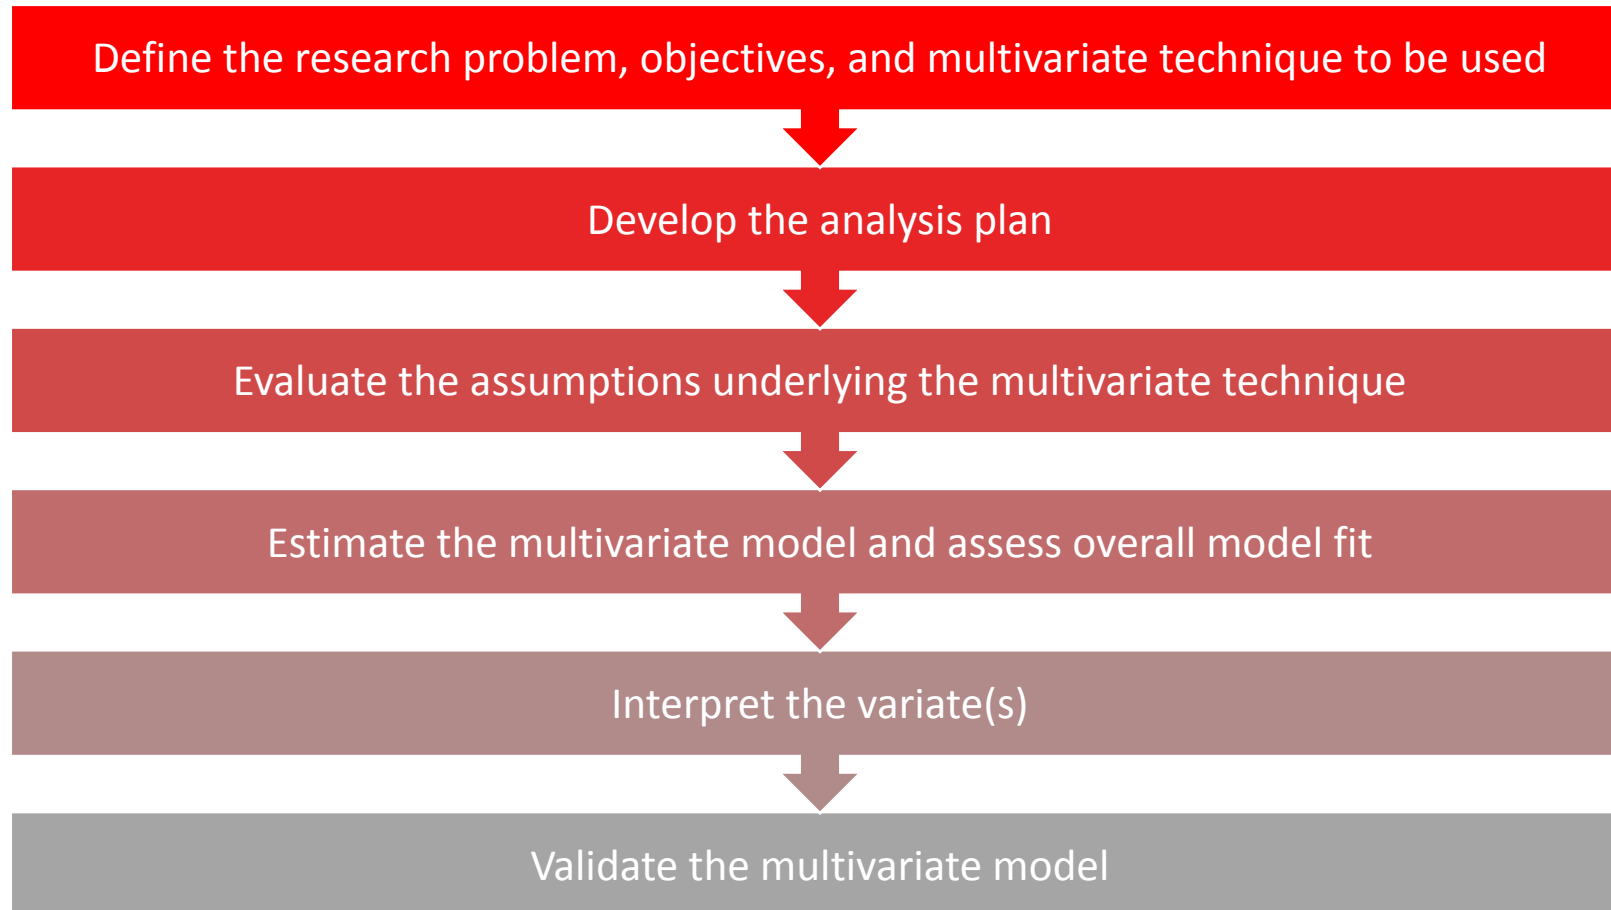 Define the research problem, objectives, and multivariate technique to be used
Develop the analysis plan
Evaluate the assumptions underlying the multivariate technique
Estimate the multivariate model and assess overall model fit
Interpret the variate(s)
Validate the multivariate model